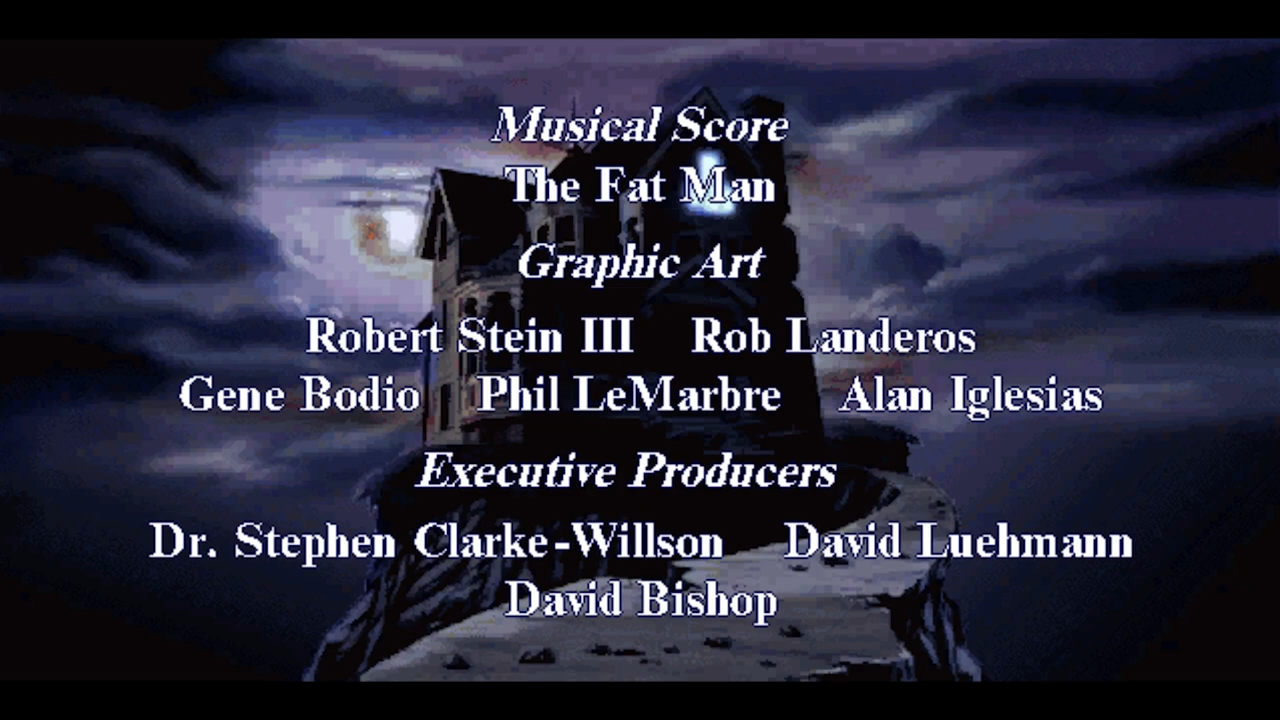 Musical Score
The Fat Man
Graphic Art
Robert Stein III Rob Landeros
Gene Bodio Phil LeMarbre Alan Iglesias
Executive Producers
Dr. Stephen Clarke-Willson David Luehmann
David Bishop